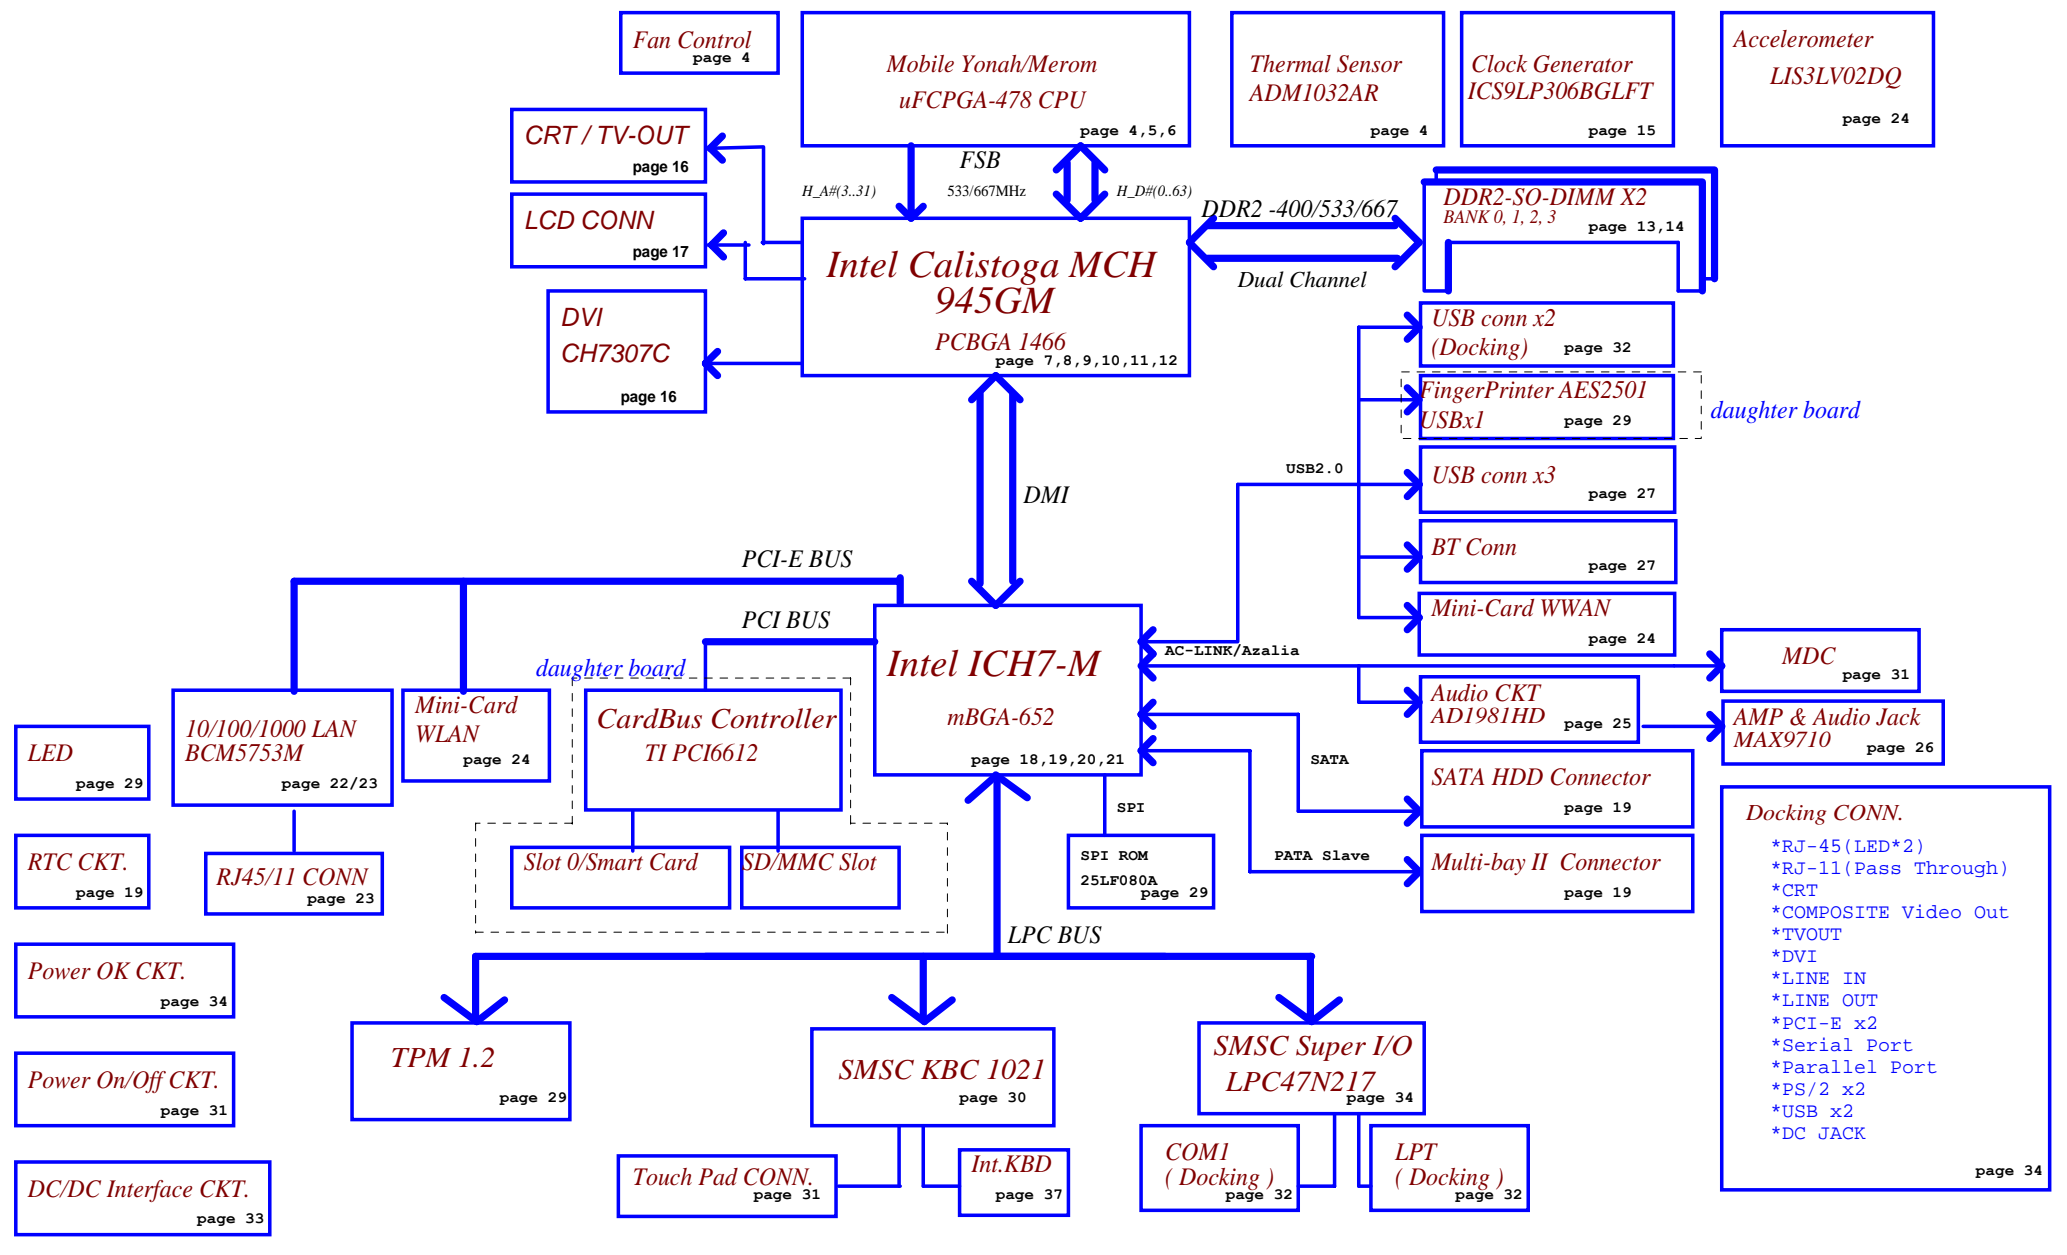 Fan Control
page 4
Mobile Yonah/Merom
uFCPGA-478 CPU
page 4,5,6
Thermal Sensor
ADM1032AR
page 4
Clock Generator
ICS9LP306BGLFT
page 15
Accelerometer
LIS3LV02DQ
page 24
CRT / TV-OUT
page 16
LCD CONN
page 17
DVI
CH7307C
page 16
H_A#(3..31)
FSB
533/667MHz
H_D#(0..63)
Intel Calistoga MCH
945GM
PCBGA 1466
page 7,8,9,10,11,12
DDR2 -400/533/667
Dual Channel
DDR2-SO-DIMM X2
BANK 0, 1, 2, 3
page 13,14
USB conn x2
(Docking)
page 32
FingerPrinter AES2501
USBx1
page 29
daughter board
USB2.0
USB conn x3
page 27
BT Conn
page 27
Mini-Card WWAN
page 24
DMI
PCI-E BUS
PCI BUS
daughter board
Intel ICH7-M
mBGA-652
page 18,19,20,21
AC-LINK/Azalia
MDC
page 31
Audio CKT
AD1981HD
page 25
AMP & Audio Jack
MAX9710
page 26
SATA
SATA HDD Connector
page 19
PATA Slave
Multi-bay II Connector
page 19
SPI
SPI ROM
25LF080A
page 29
10/100/1000 LAN
BCM5753M
page 22/23
Mini-Card
WLAN
page 24
CardBus Controller
TI PCI6612
Slot 0/Smart Card
SD/MMC Slot
RJ45/11 CONN
page 23
LED
page 29
RTC CKT.
page 19
Power OK CKT.
page 34
Power On/Off CKT.
page 31
DC/DC Interface CKT.
page 33
LPC BUS
TPM 1.2
page 29
SMSC KBC 1021
page 30
SMSC Super I/O
LPC47N217
page 34
Touch Pad CONN.
page 31
Int.KBD
page 37
COM1
( Docking )
page 32
LPT
( Docking )
page 32
Docking CONN.
*RJ-45(LED*2)
*RJ-11(Pass Through)
*CRT
*COMPOSITE Video Out
*TVOUT
*DVI
*LINE IN
*LINE OUT
*PCI-E x2
*Serial Port
*Parallel Port
*PS/2 x2
*USB x2
*DC JACK
page 34